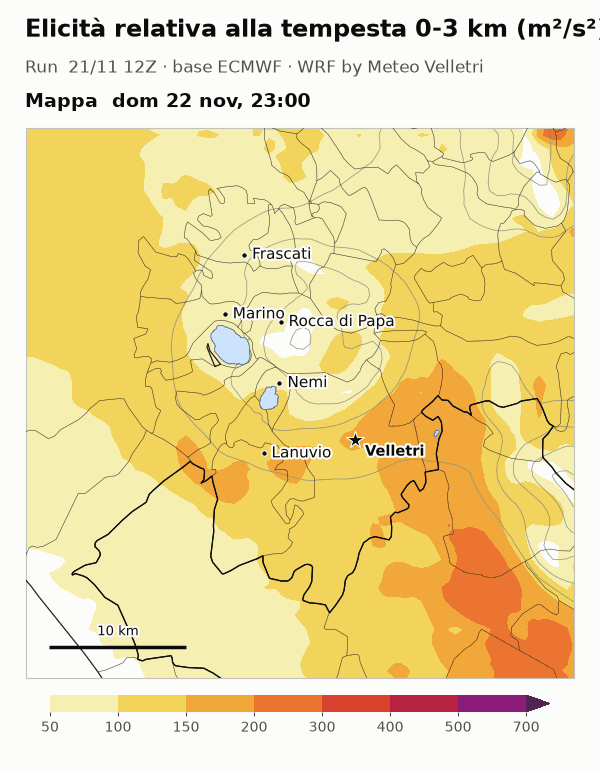 Elicità relativa alla tempesta 0-3 km (m²/s²)
Run  21/11 12Z · base ECMWF · WRF by Meteo Velletri
Mappa  dom 22 nov, 23:00
Frascati
Marino
Rocca di Papa
Nemi
Velletri
Lanuvio
10 km
50 100 150 200 300 400 500 700